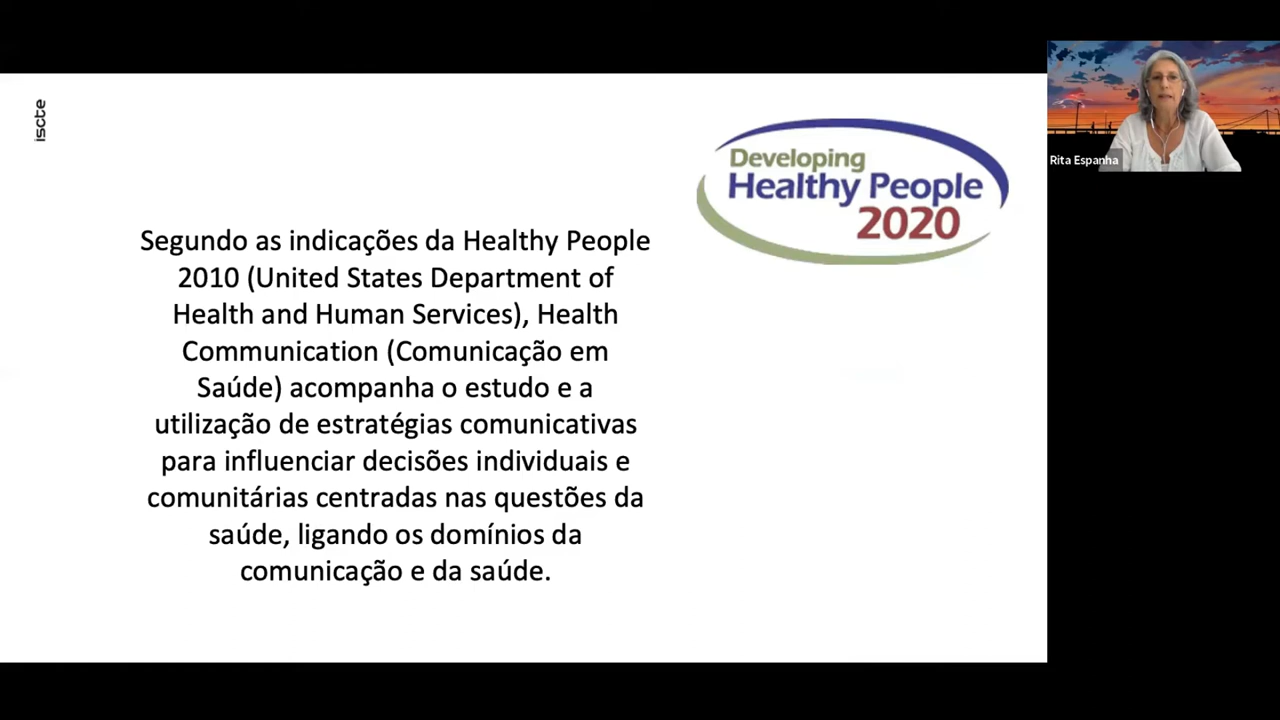 iscte
Developing
Healthy People
2020
Rita Espanha
Segundo as indicações da Healthy People
2010 (United States Department of
Health and Human Services), Health
Communication (Comunicação em
Saúde) acompanha o estudo e a
utilização de estratégias comunicativas
para influenciar decisões individuais e
comunitárias centradas nas questões da
saúde, ligando os domínios da
comunicação e da saúde.